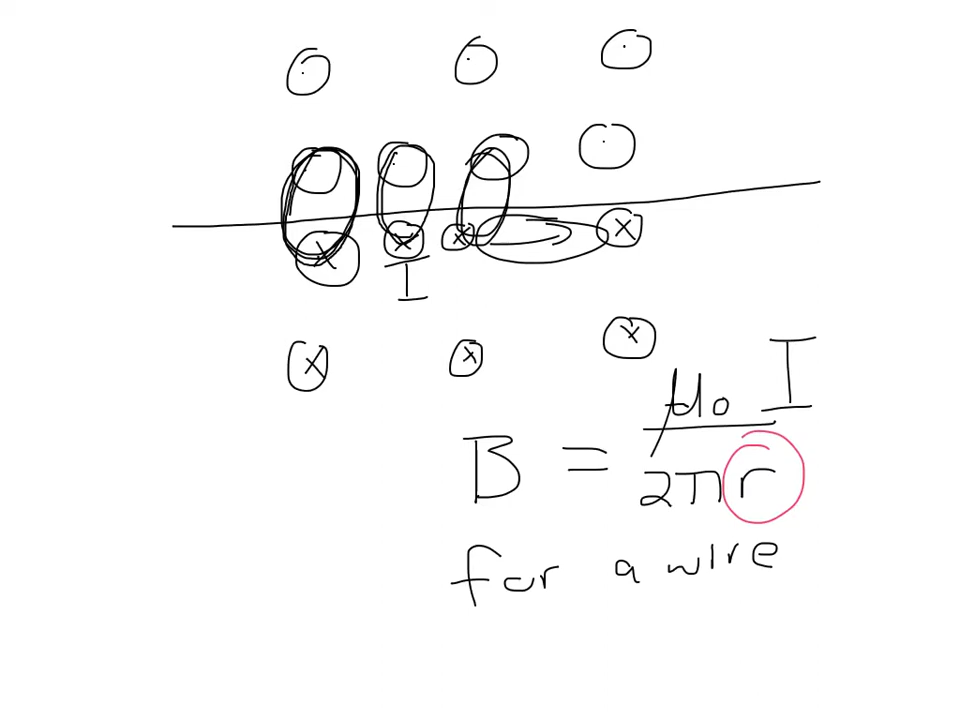 X X X X
I
X X X
B = μ₀ I / 2πr
for a wire